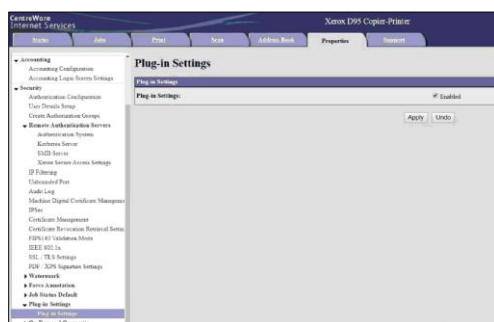 CentreWare
Internet Services
Xerox D95 Copier-Printer
Status
Jobs
Print
Scan
Address Book
Properties
Support
Accounting
Accounting Configuration
Accounting Login Screen Settings
Security
Authentication Configuration
User Details Setup
Create Authorization Groups
Remote Authentication Servers
Authentication System
Kerberos Server
SMB Server
Xerox Secure Access Settings
IP Filtering
Unbounded Port
Audit Log
Machine Digital Certificate Manageme
IPSec
Certificate Management
Certificate Revocation Retrieval Settin
FIPS140 Validation Mode
IEEE 802.1x
SSL / TLS Settings
PDF / XPS Signature Settings
Watermark
Force Annotation
Job Status Default
Plug-in Settings
Plug-in Settings
Plug-in Settings
Plug-in Settings
Plug-in Settings:
Enabled
Apply
Undo